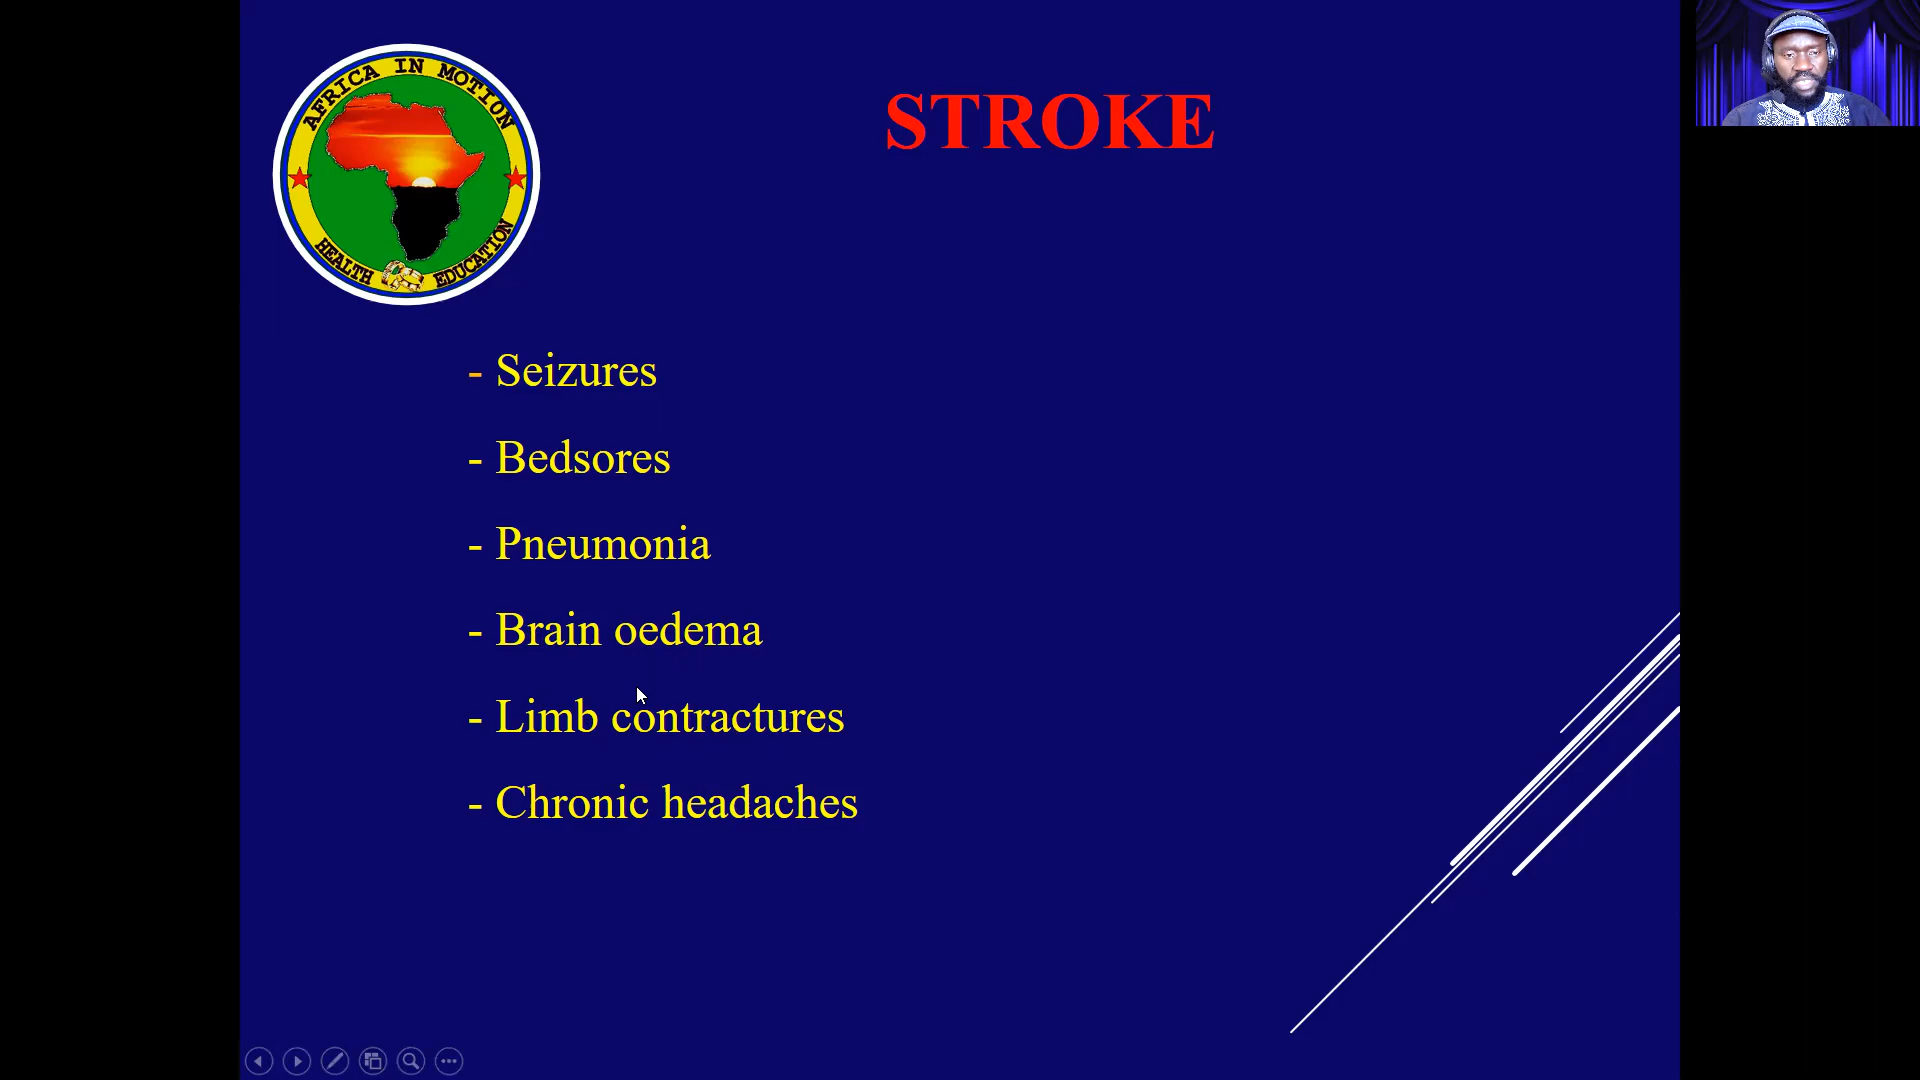 AFRICA IN MOTION
HEALTH EDUCATION
STROKE
- Seizures
- Bedsores
- Pneumonia
- Brain oedema
- Limb contractures
- Chronic headaches